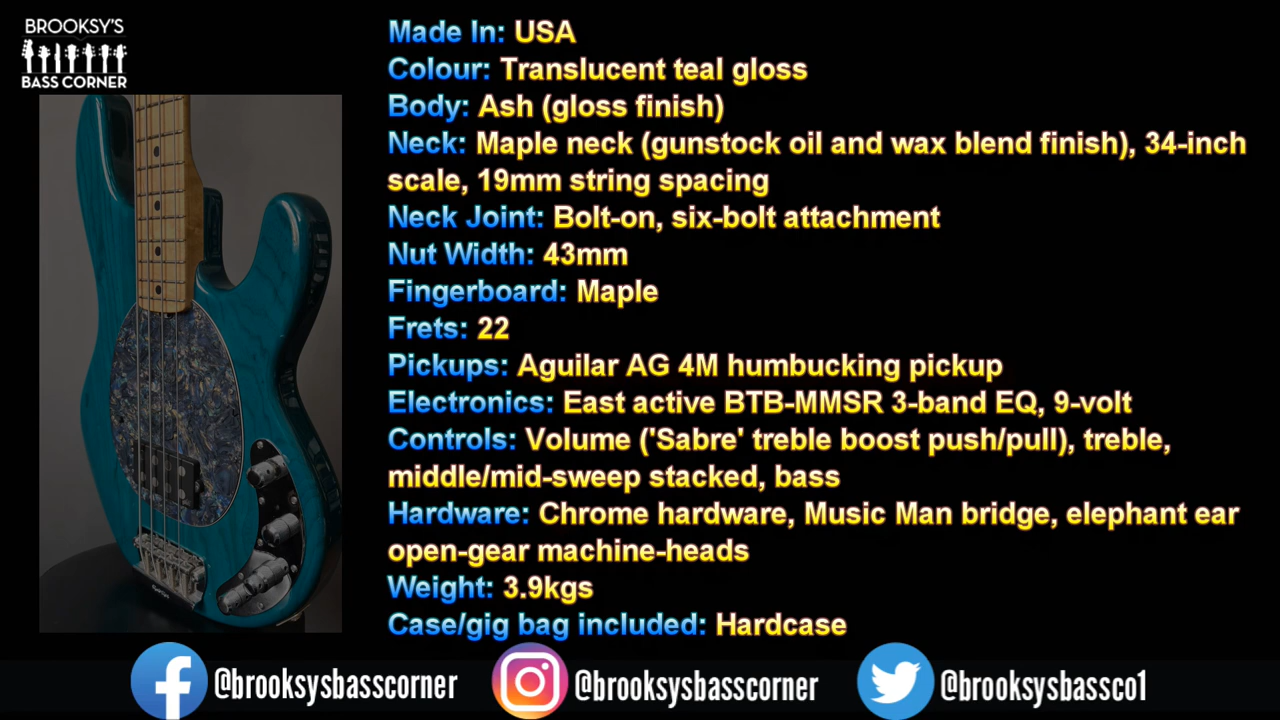 BROOKSY'S
BASS CORNER
Made In: USA
Colour: Translucent teal gloss
Body: Ash (gloss finish)
Neck: Maple neck (gunstock oil and wax blend finish), 34-inch
scale, 19mm string spacing
Neck Joint: Bolt-on, six-bolt attachment
Nut Width: 43mm
Fingerboard: Maple
Frets: 22
Pickups: Aguilar AG 4M humbucking pickup
Electronics: East active BTB-MMSR 3-band EQ, 9-volt
Controls: Volume ('Sabre' treble boost push/pull), treble,
middle/mid-sweep stacked, bass
Hardware: Chrome hardware, Music Man bridge, elephant ear
open-gear machine-heads
Weight: 3.9kgs
Case/gig bag included: Hardcase
@brooksysbasscorner
@brooksysbasscorner
@brooksysbassco1